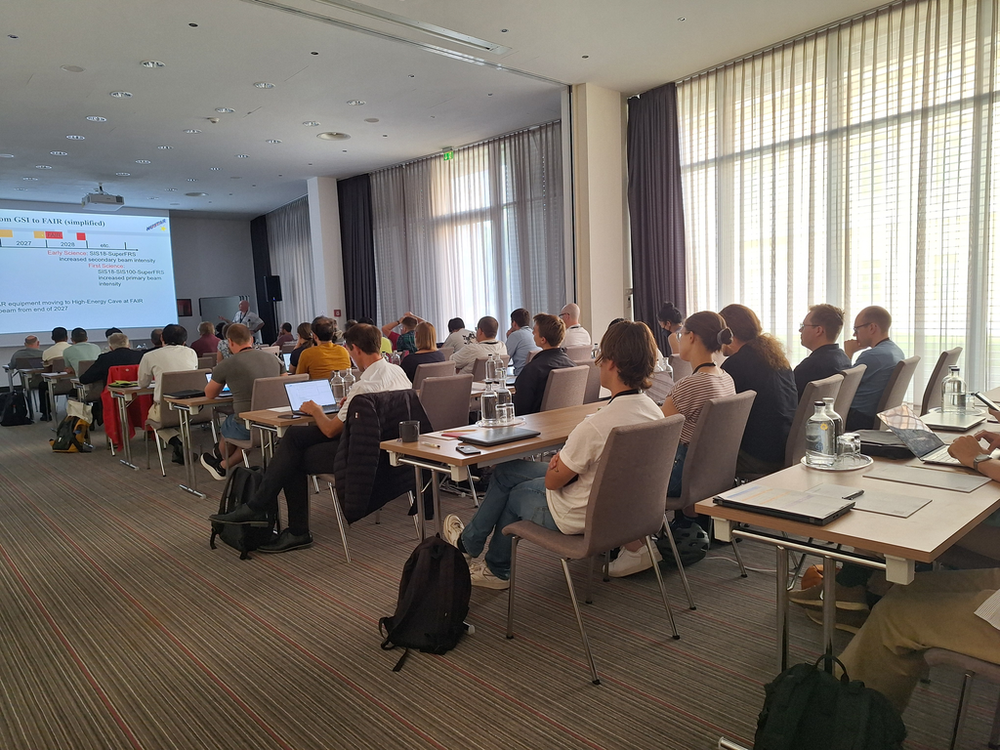 om GSI to FAIR (simplified)
NUSTAR
2027
2028
etc.
Early Science: SIS18-SuperFRS
increased secondary beam intensity
First Science:
SIS18-SIS100-SuperFRS
increased primary beam
intensity
R equipment moving to High-Energy Cave at FAIR
beam from end of 2027